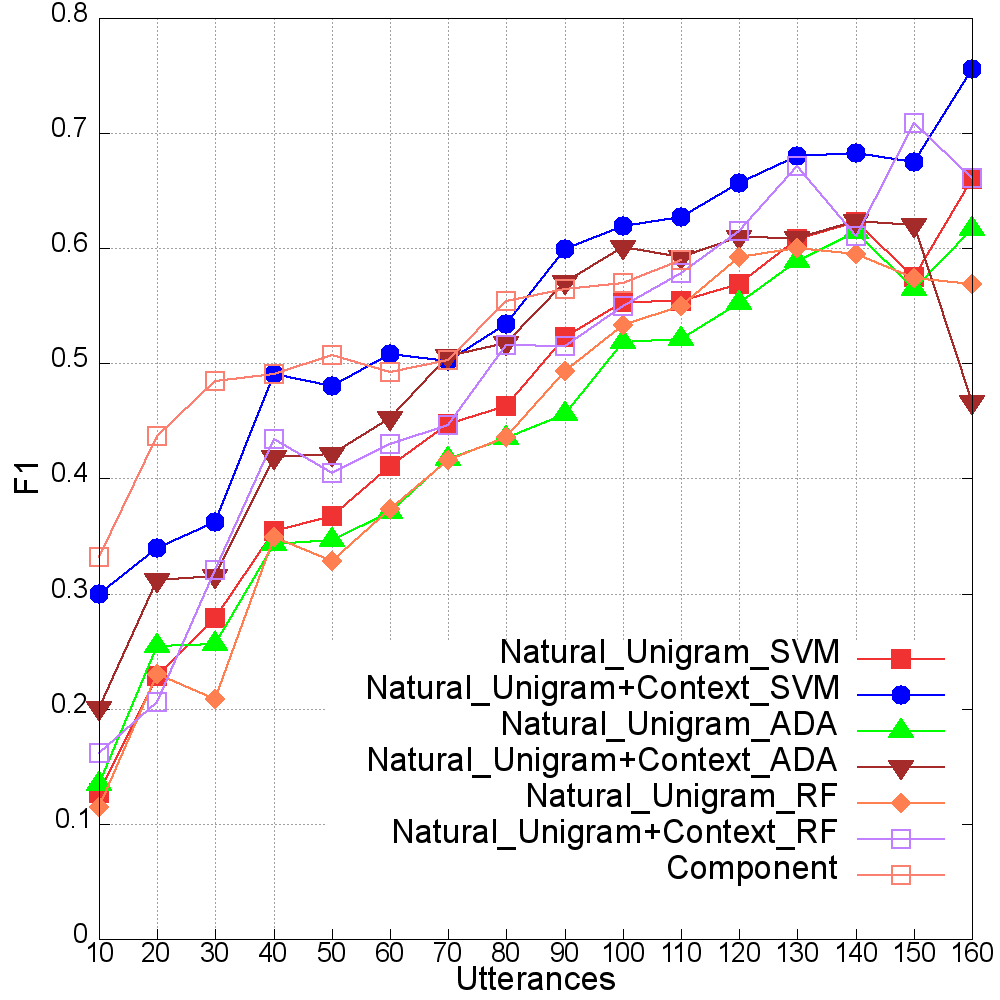 0.8
0.7
0.6
0.5
0.4
0.3
0.2
0.1
0
F1
Natural_Unigram_SVM
Natural_Unigram+Context_SVM
Natural_Unigram_ADA
Natural_Unigram+Context_ADA
Natural_Unigram_RF
Natural_Unigram+Context_RF
Component
10 20 30 40 50 60 70 80 90 100 110 120 130 140 150 160
Utterances